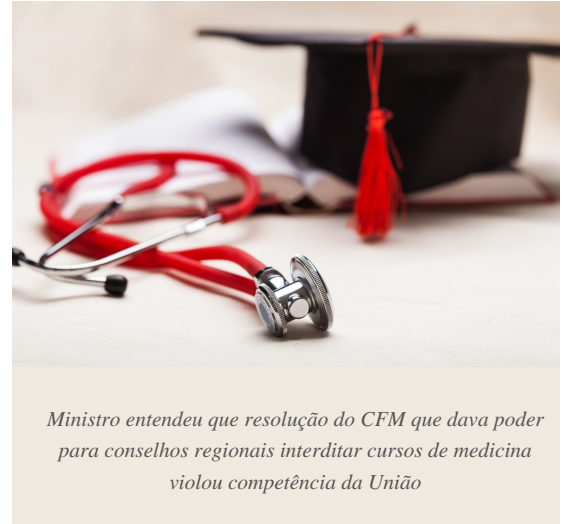 Ministro entendeu que resolução do CFM que dava poder
para conselhos regionais interditar cursos de medicina
violou competência da União